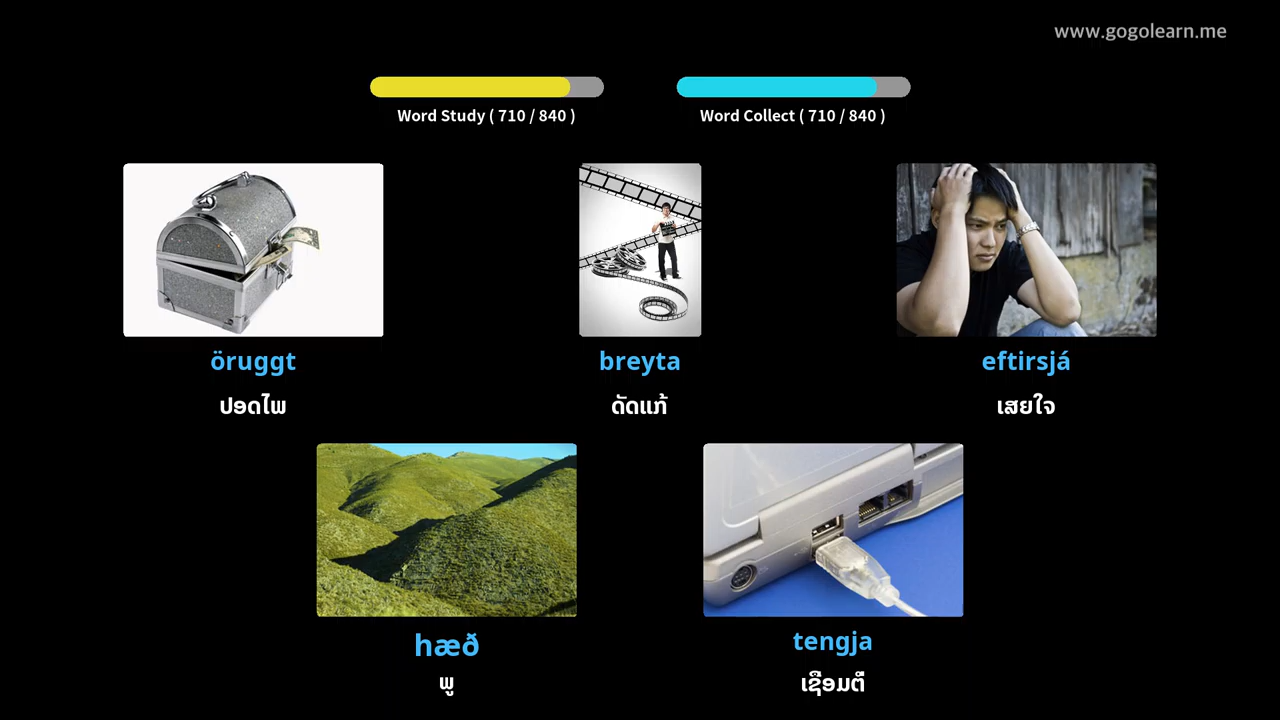 www.gogolearn.me
Word Study ( 710 / 840 )
Word Collect ( 710 / 840 )
öruggt
ປອດໄພ
breyta
ດັດແກ້
eftirsjá
ເສຍໃຈ
hæð
ພູ
tengja
ເຊື່ອມຕໍ່